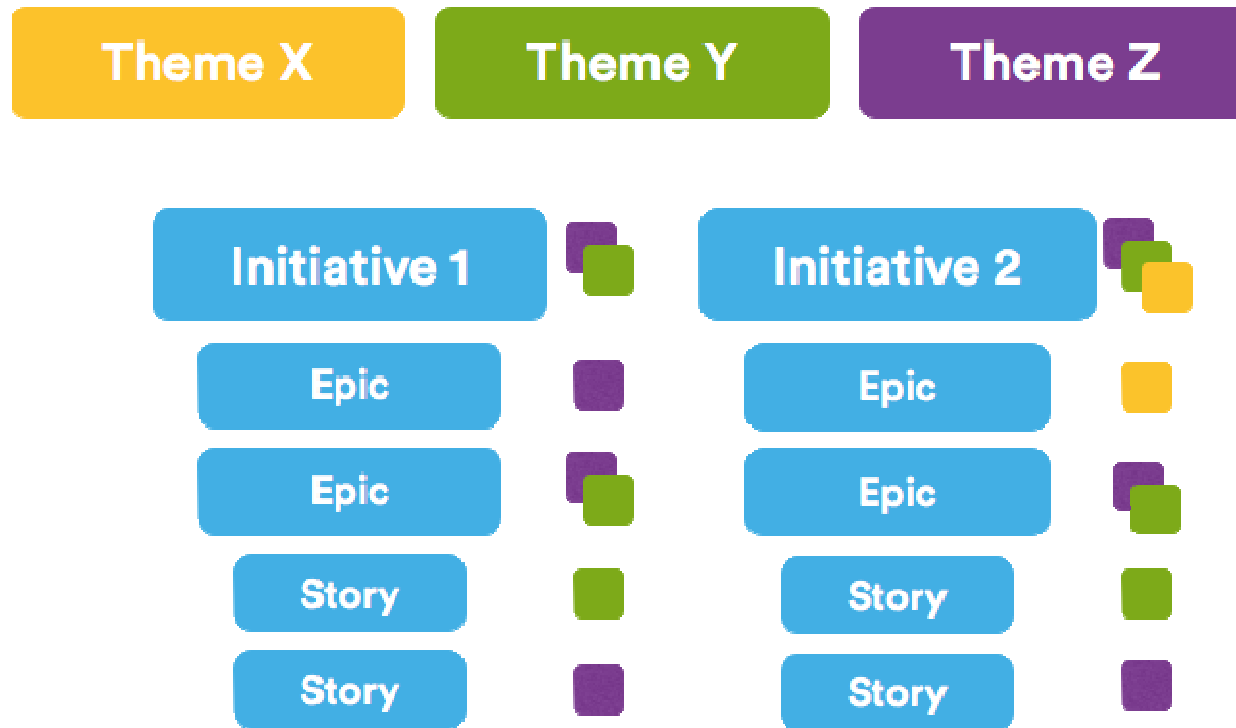 Theme X
Theme Y
Theme Z
Initiative 1
Initiative 2
Epic
Epic
Epic
Epic
Story
Story
Story
Story